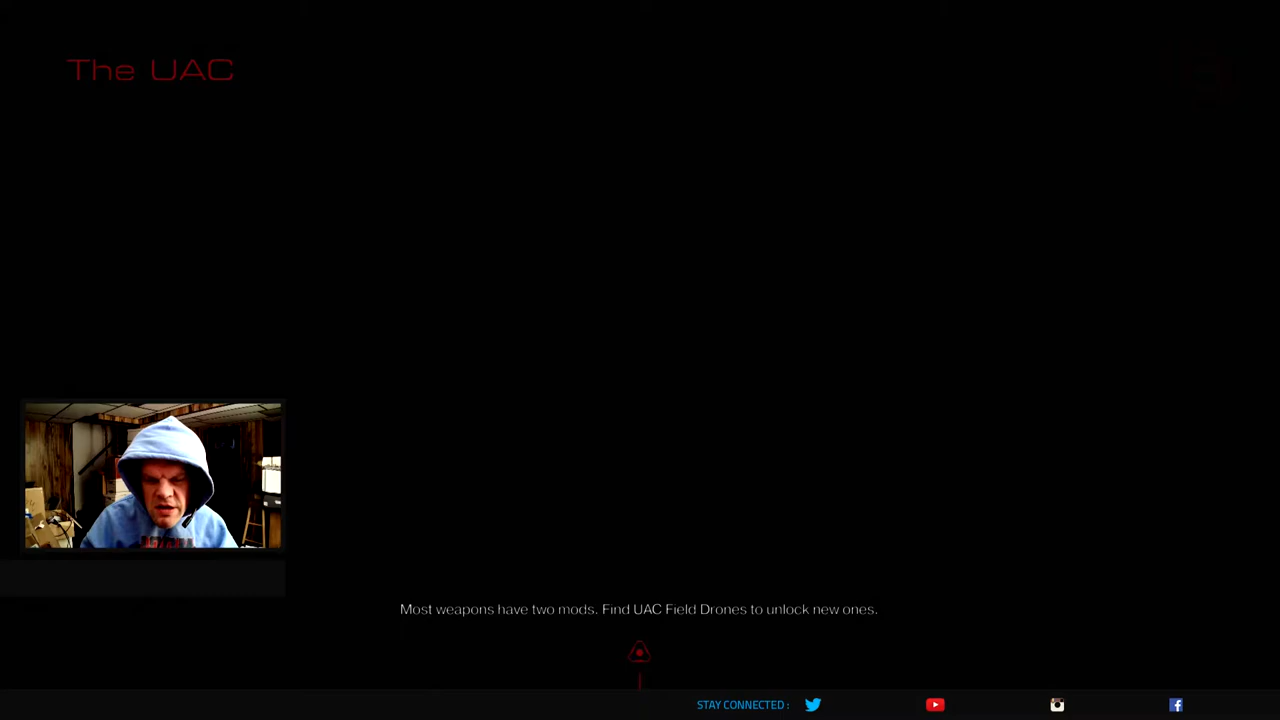 The UAC
Most weapons have two mods. Find UAC Field Drones to unlock new ones.
STAY CONNECTED :